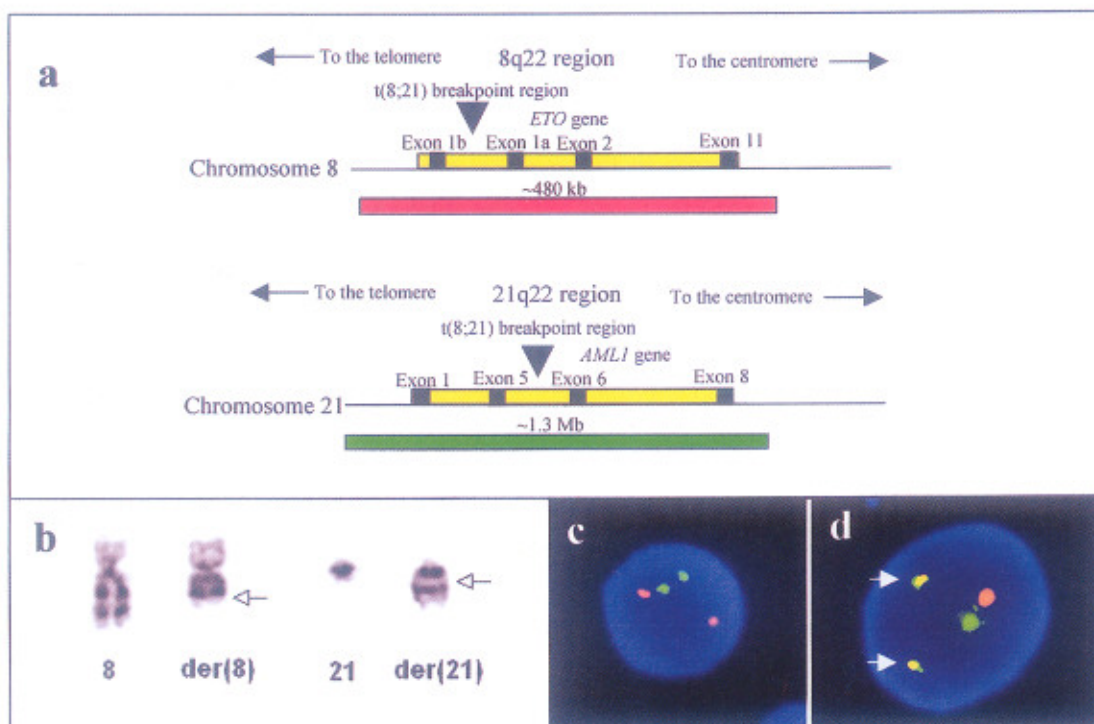 a
To the telomere 8q22 region To the centromere
t(8;21) breakpoint region
ETO gene
Exon 1b Exon 1a Exon 2 Exon 11
Chromosome 8
~480 kb
To the telomere 21q22 region To the centromere
t(8;21) breakpoint region
AML1 gene
Exon 1 Exon 5 Exon 6 Exon 8
Chromosome 21
~1.3 Mb
b c d
8 der(8) 21 der(21)